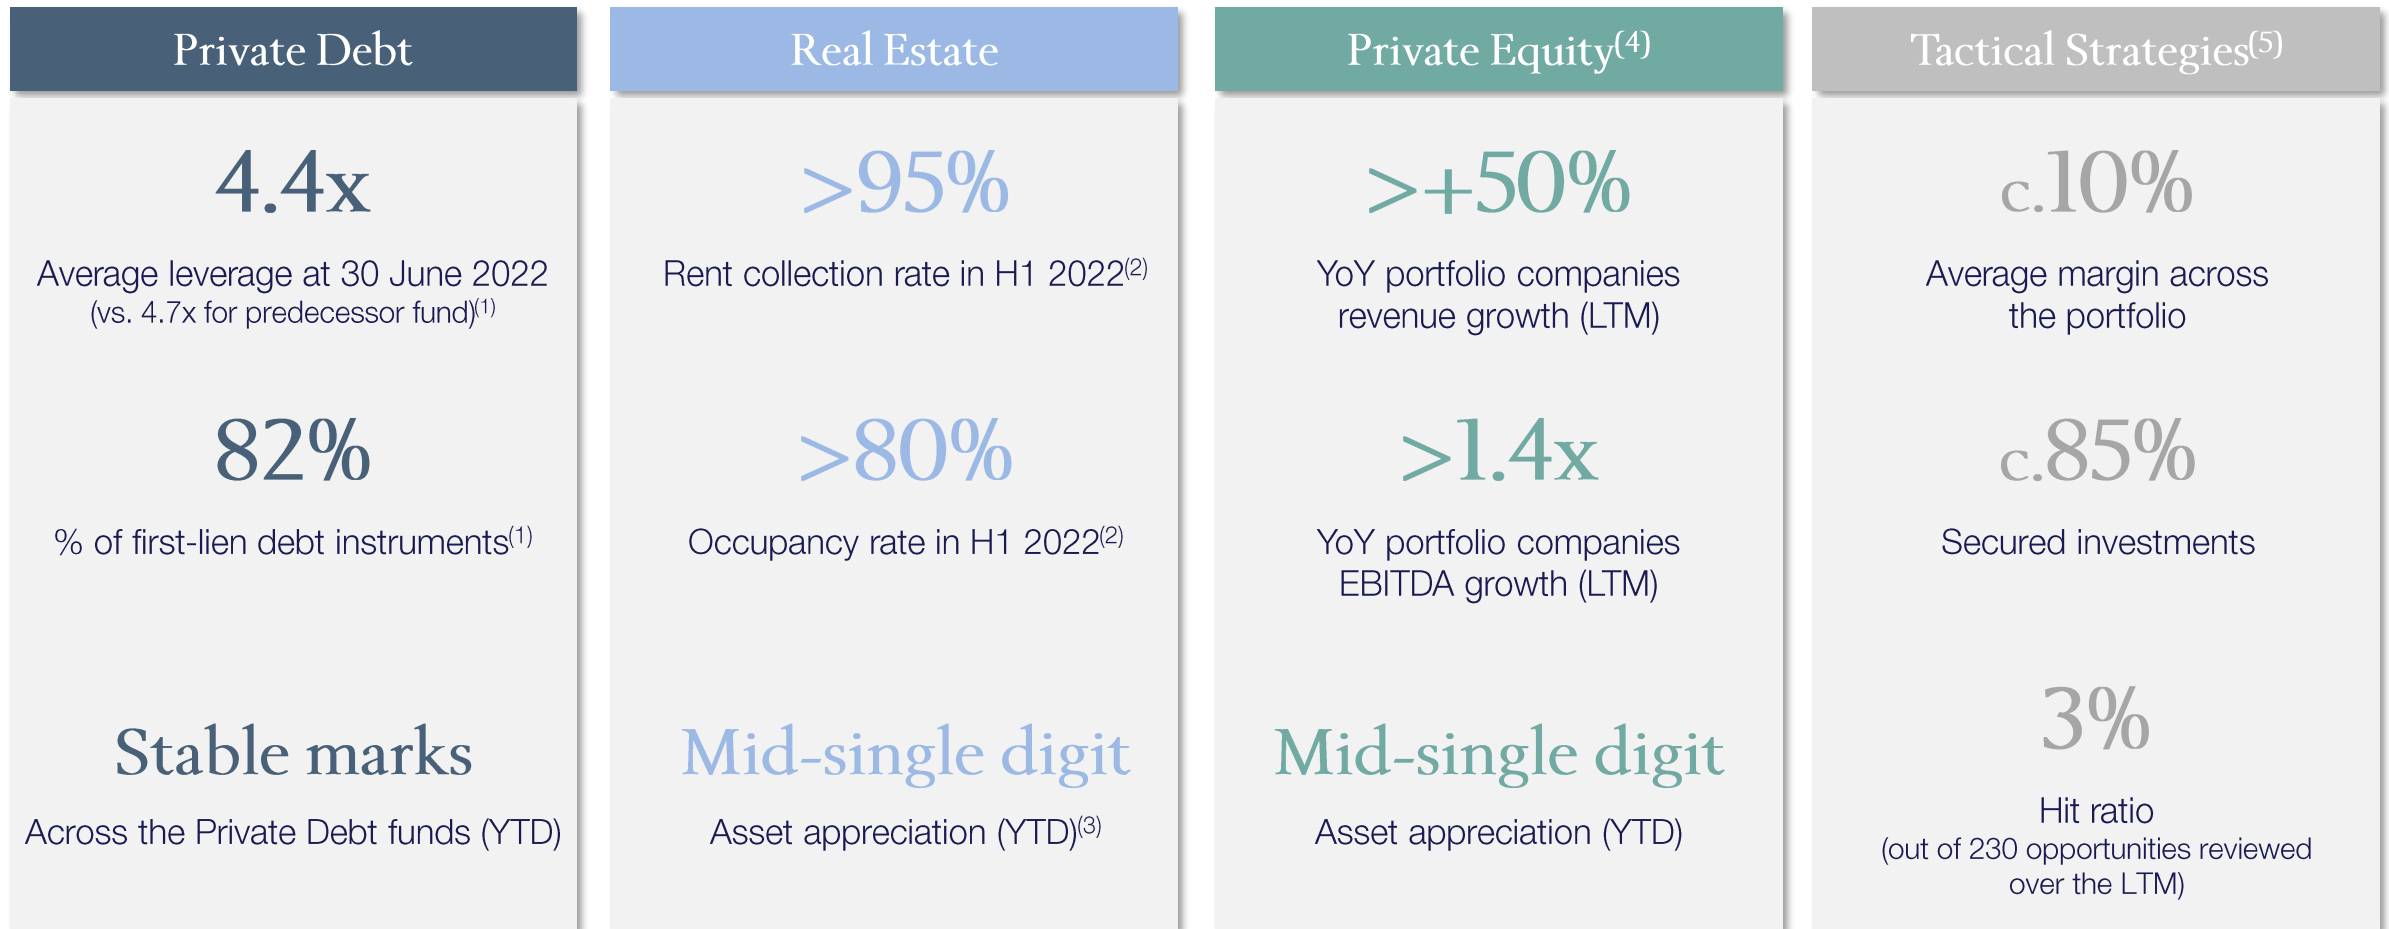 Private Debt
4.4x
Average leverage at 30 June 2022
(vs. 4.7x for predecessor fund)(1)
82%
% of first-lien debt instruments(1)
Stable marks
Across the Private Debt funds (YTD)
Real Estate
>95%
Rent collection rate in H1 2022(2)
>80%
Occupancy rate in H1 2022(2)
Mid-single digit
Asset appreciation (YTD)(3)
Private Equity(4)
>+50%
YoY portfolio companies
revenue growth (LTM)
>1.4x
YoY portfolio companies
EBITDA growth (LTM)
Mid-single digit
Asset appreciation (YTD)
Tactical Strategies(5)
c.10%
Average margin across
the portfolio
c.85%
Secured investments
3%
Hit ratio
(out of 230 opportunities reviewed
over the LTM)